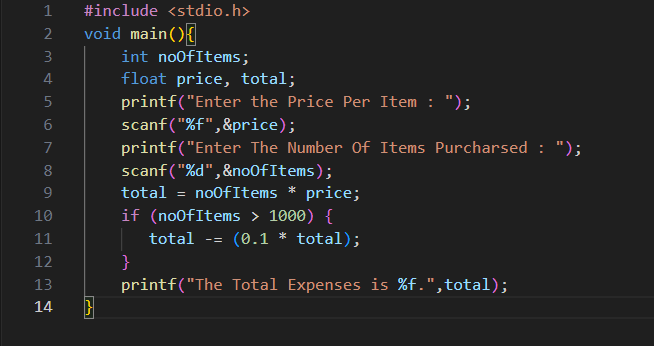 1 #include <stdio.h>
2 void main(){
3 int noOfItems;
4 float price, total;
5 printf("Enter the Price Per Item : ");
6 scanf("%f",&price);
7 printf("Enter The Number Of Items Purcharsed : ");
8 scanf("%d",&noOfItems);
9 total = noOfItems * price;
10 if (noOfItems > 1000) {
11 total -= (0.1 * total);
12 }
13 printf("The Total Expenses is %f.",total);
14 }